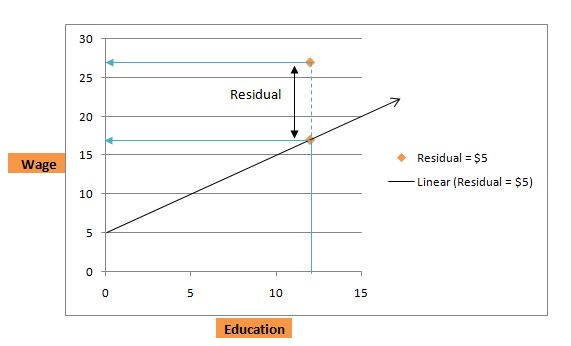 30
25
20
15
10
5
0
0 5 10 15
Residual
Wage
Education
Residual = $5
Linear (Residual = $5)